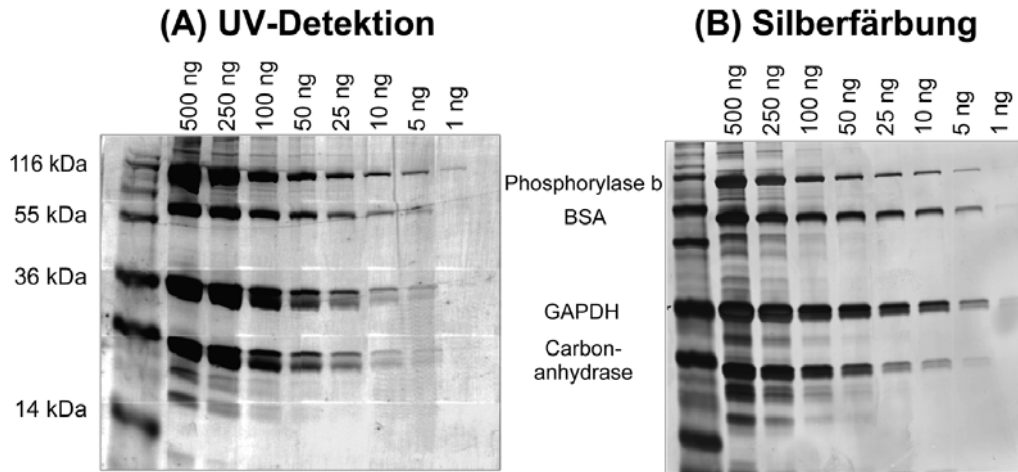 (A) UV-Detektion
500 ng
250 ng
100 ng
50 ng
25 ng
10 ng
5 ng
1 ng
116 kDa
55 kDa
36 kDa
14 kDa
(B) Silberfärbung
500 ng
250 ng
100 ng
50 ng
25 ng
10 ng
5 ng
1 ng
Phosphorylase b
BSA
GAPDH
Carbon-
anhydrase